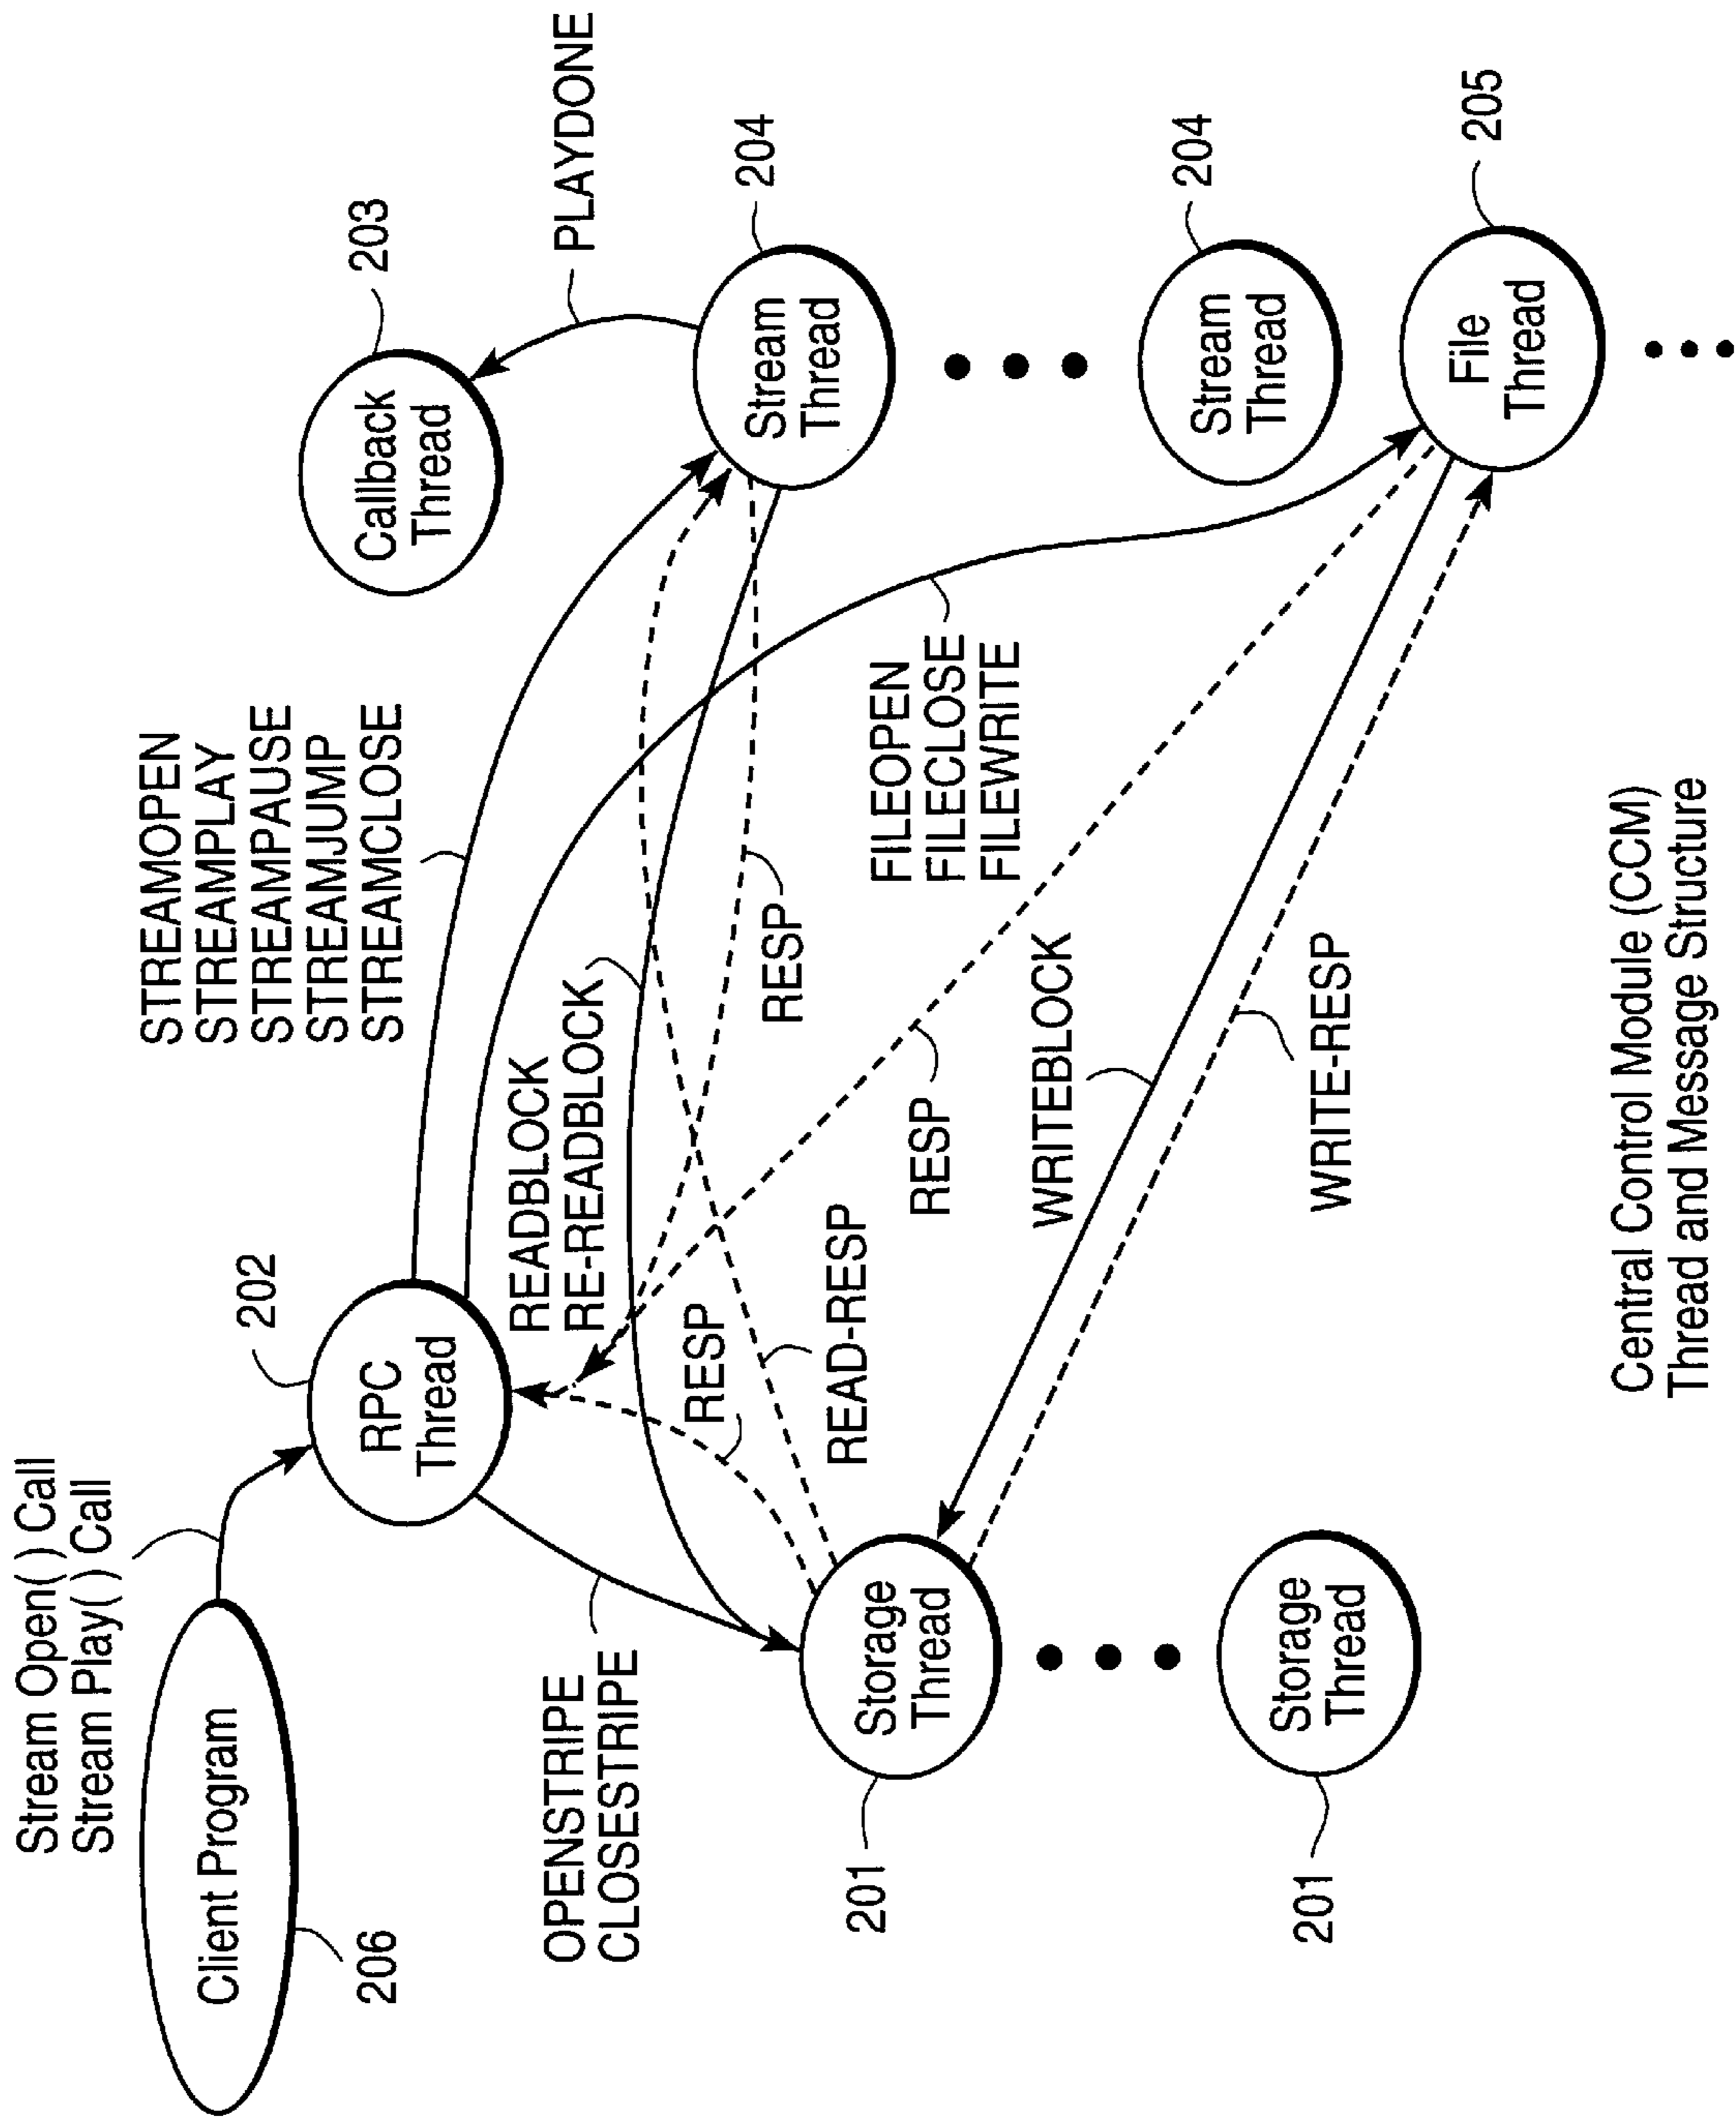 Stream Open( ) Call
Stream Play( ) Call
Client Program
206
202
RPC
Thread
STREAMOPEN
STREAMPLAY
STREAMPAUSE
STREAMJUMP
STREAMCLOSE
203
Callback
Thread
PLAYDONE
204
Stream
Thread
OPENSTRIPE
CLOSESTRIPE
READBLOCK
RE-READBLOCK
RESP
RESP
READ-RESP
FILEOPEN
FILECLOSE
FILEWRITE
RESP
201
Storage
Thread
WRITEBLOCK
WRITE-RESP
204
Stream
Thread
201
Storage
Thread
205
File
Thread
Central Control Module (CCM)
Thread and Message Structure